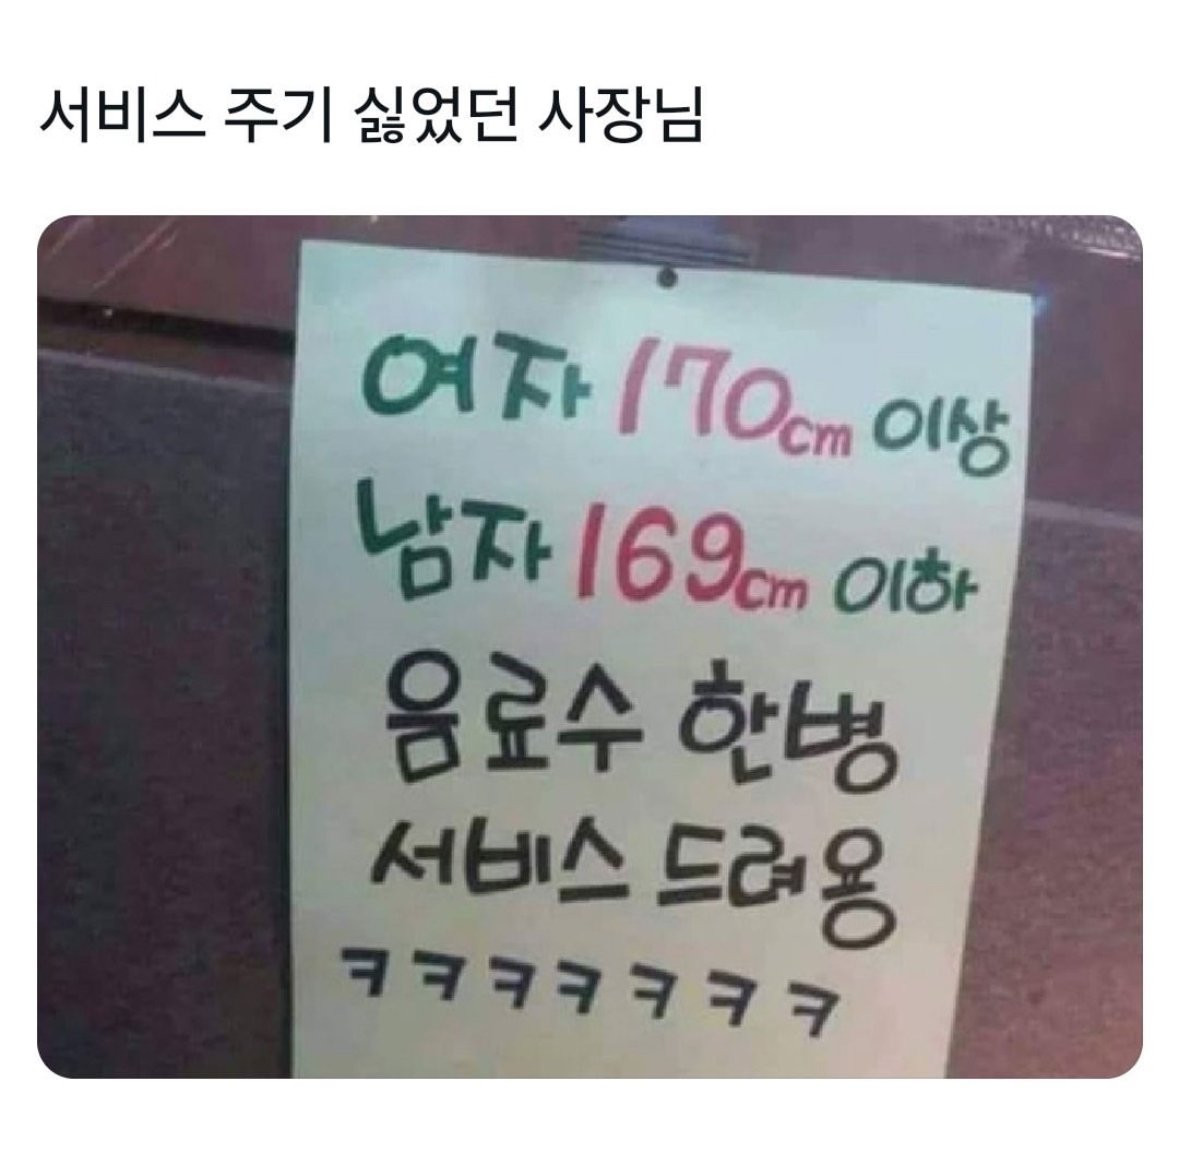 서비스 주기 싫었던 사장님
여자 170cm 이상
남자 169cm 이하
음료수 한병
서비스 드려용
ㅋㅋㅋㅋㅋㅋㅋ